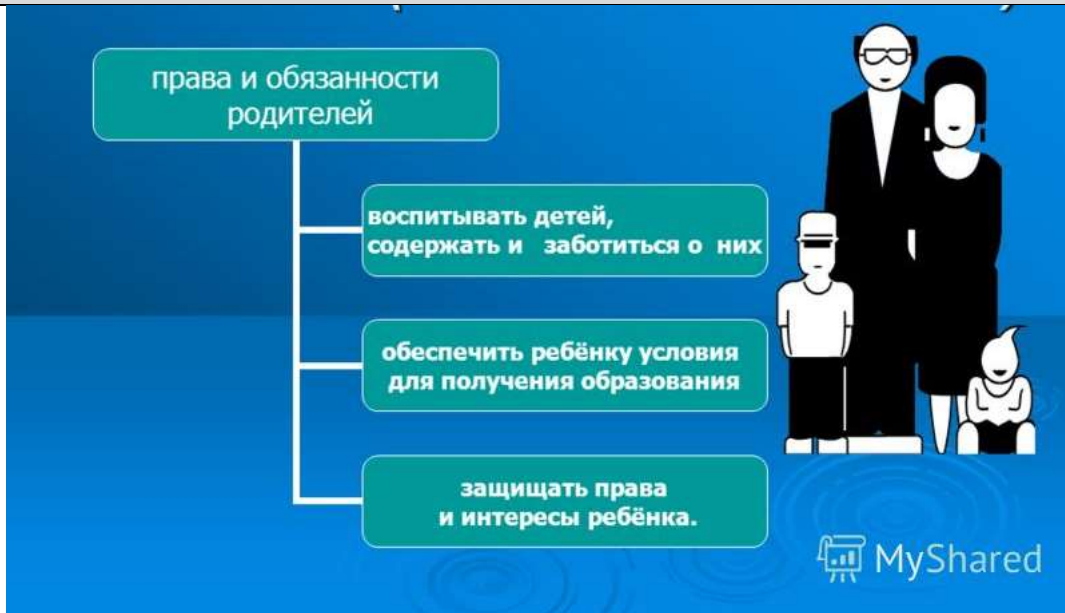 права и обязанности
родителей
воспитывать детей,
содержать и заботиться о них
обеспечить ребёнку условия
для получения образования
защищать права
и интересы ребёнка.
MyShared